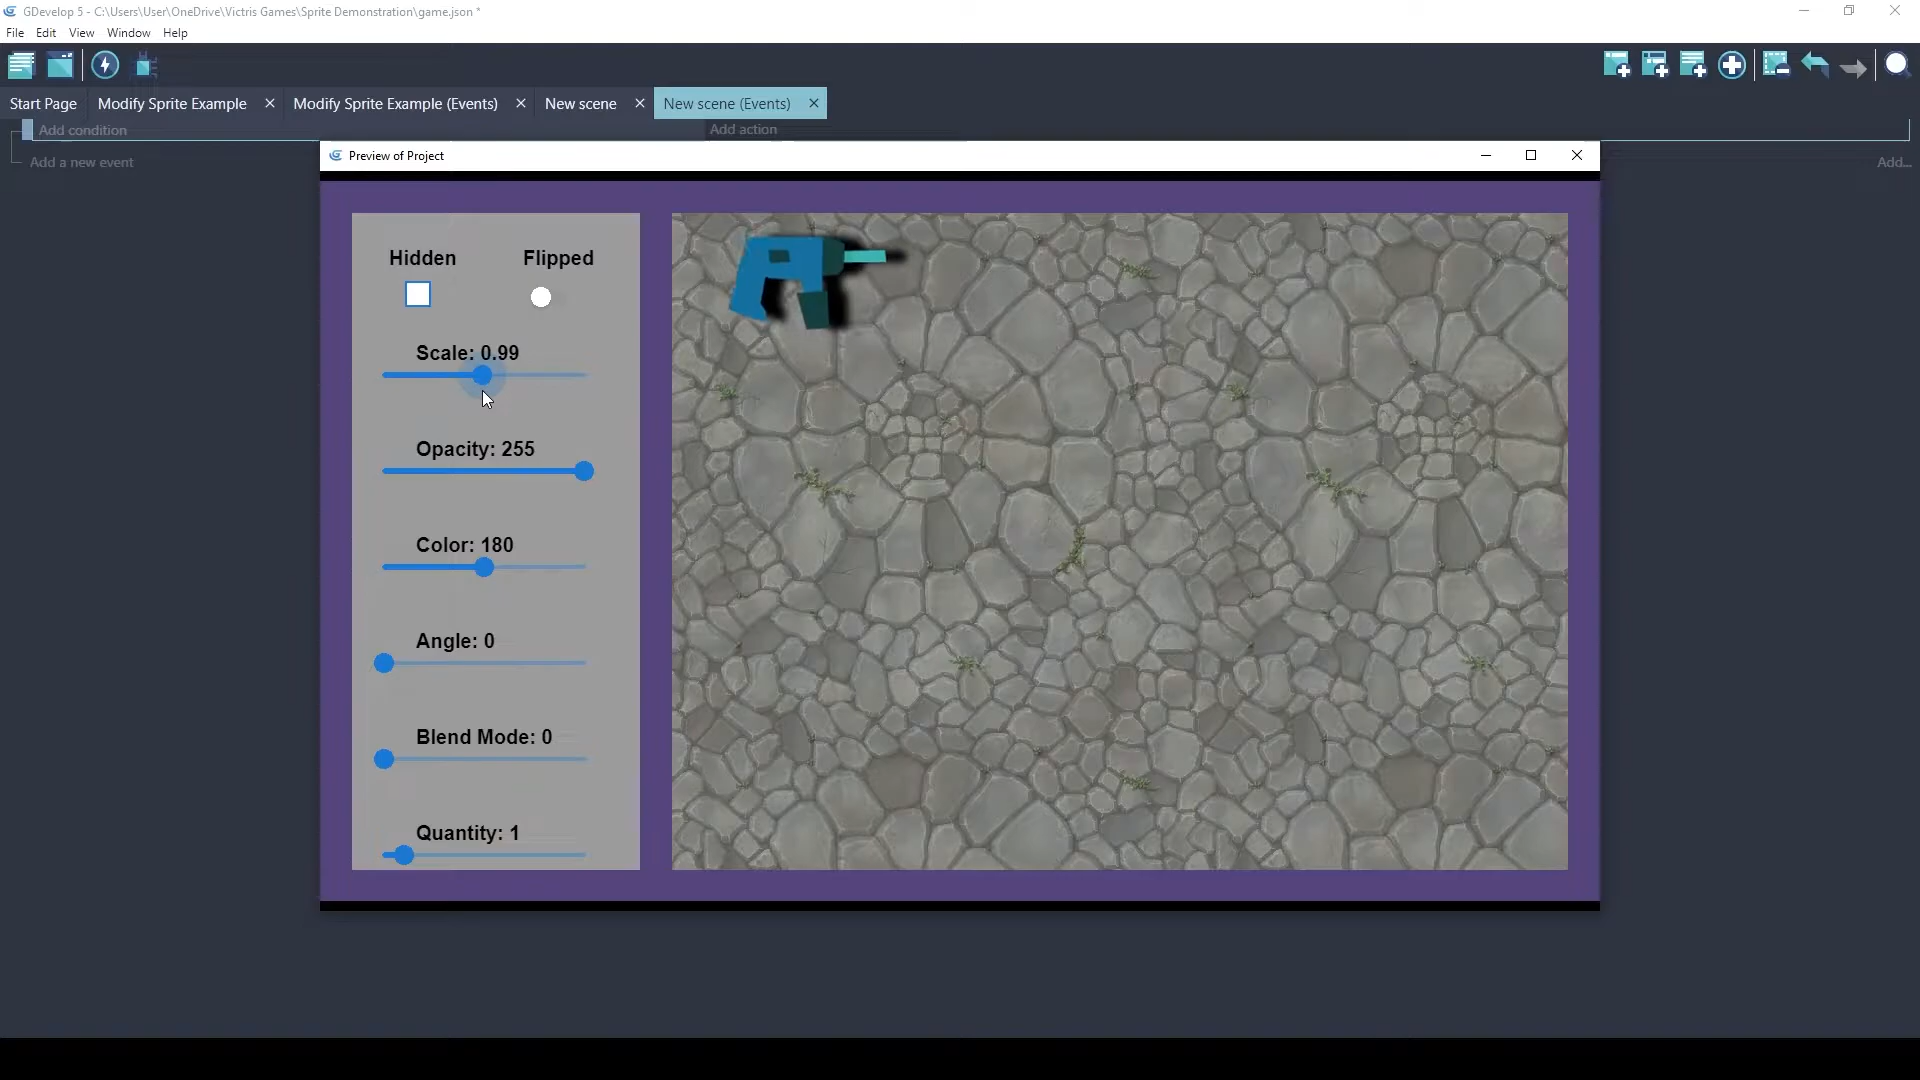 GDevelop 5 - C:\Users\User\OneDrive\Victris Games\Sprite Demonstration\game.json *
File Edit View Window Help
Start Page Modify Sprite Example Modify Sprite Example (Events) New scene New scene (Events)
Add condition Add action
Add a new event Add...
Preview of Project
Hidden Flipped
Scale: 0.99
Opacity: 255
Color: 180
Angle: 0
Blend Mode: 0
Quantity: 1